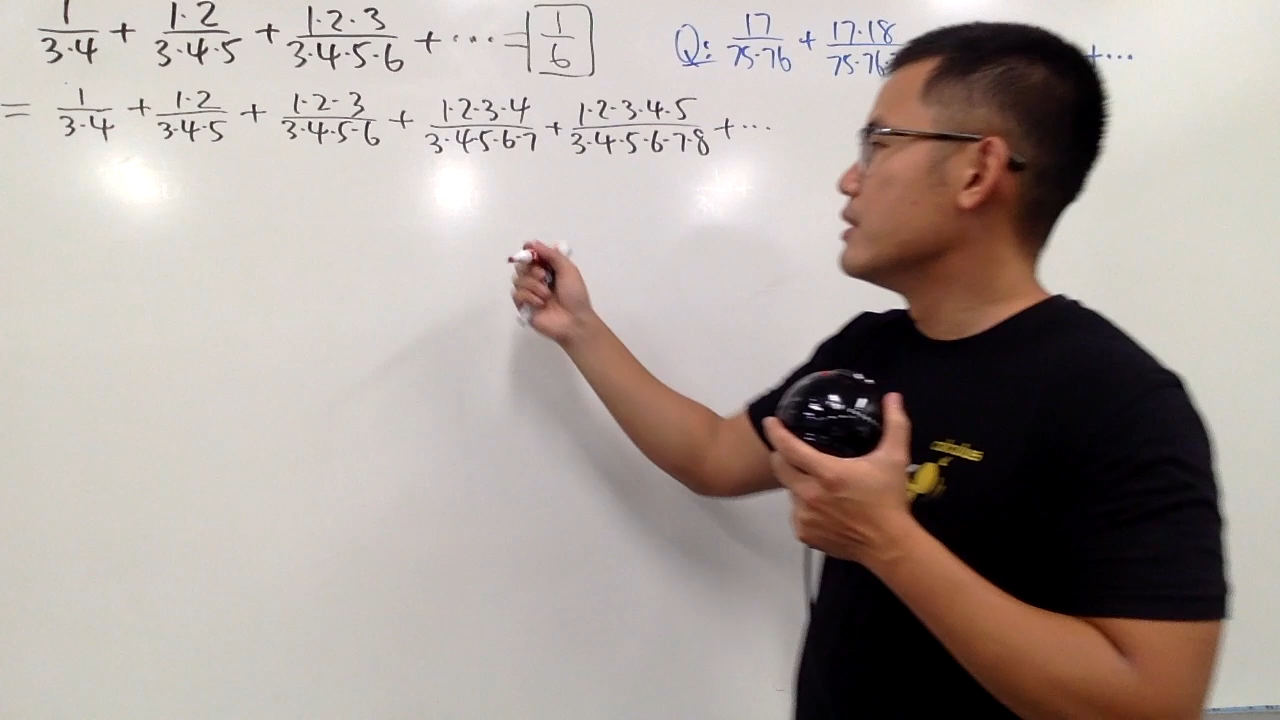 1/(3·4) + (1·2)/(3·4·5) + (1·2·3)/(3·4·5·6) + ··· = 1/6
Q: 17/(75·76) + (17·18)/(75·76· + ···
= 1/(3·4) + (1·2)/(3·4·5) + (1·2·3)/(3·4·5·6) + (1·2·3·4)/(3·4·5·6·7) + (1·2·3·4·5)/(3·4·5·6·7·8) + ···